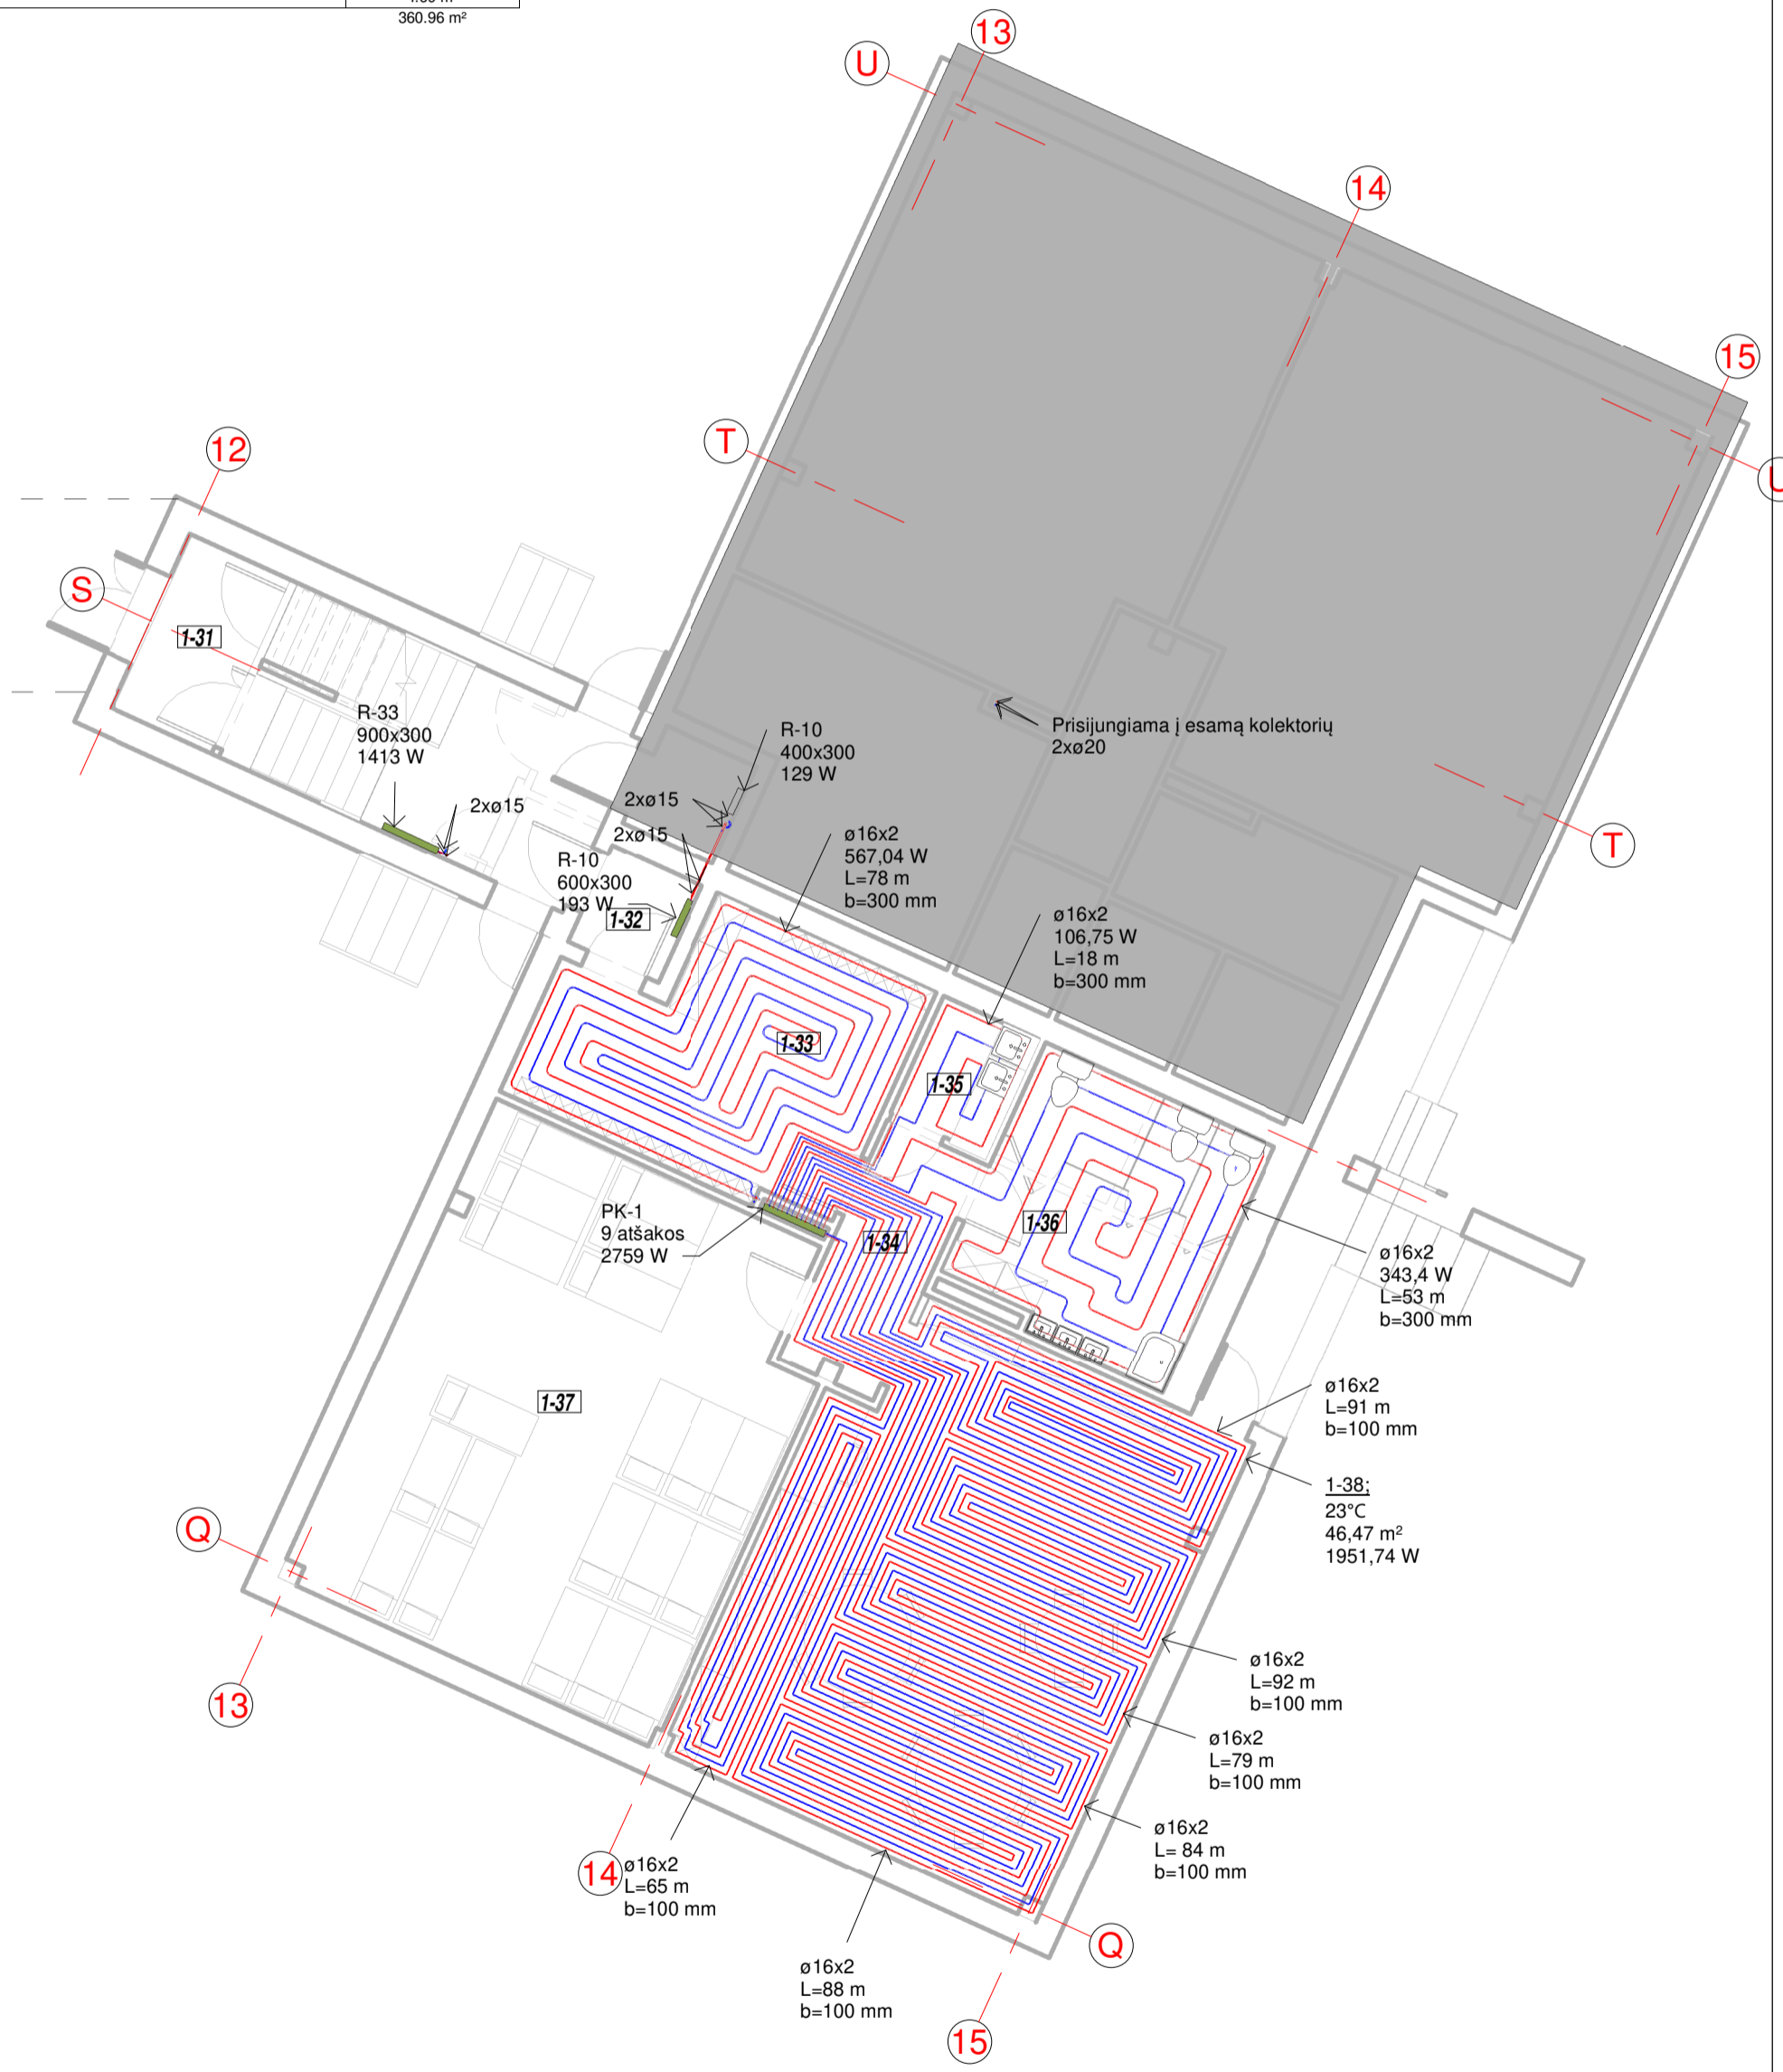 360.96 m²
13
U
14
15
U
T
12
S
1-31
R-33
900x300
1413 W
2xø15
R-10
400x300
129 W
2xø15
2xø15
Prisijungiama į esamą kolektorių
2xø20
T
R-10
600x300
193 W
1-32
ø16x2
567,04 W
L=78 m
b=300 mm
ø16x2
106,75 W
L=18 m
b=300 mm
1-33
1-35
PK-1
9 atšakos
2759 W
1-34
1-36
ø16x2
343,4 W
L=53 m
b=300 mm
1-37
ø16x2
L=91 m
b=100 mm
1-38;
23°C
46,47 m²
1951,74 W
Q
13
ø16x2
L=92 m
b=100 mm
ø16x2
L=79 m
b=100 mm
ø16x2
L= 84 m
b=100 mm
14
ø16x2
L=65 m
b=100 mm
Q
ø16x2
L=88 m
b=100 mm
15